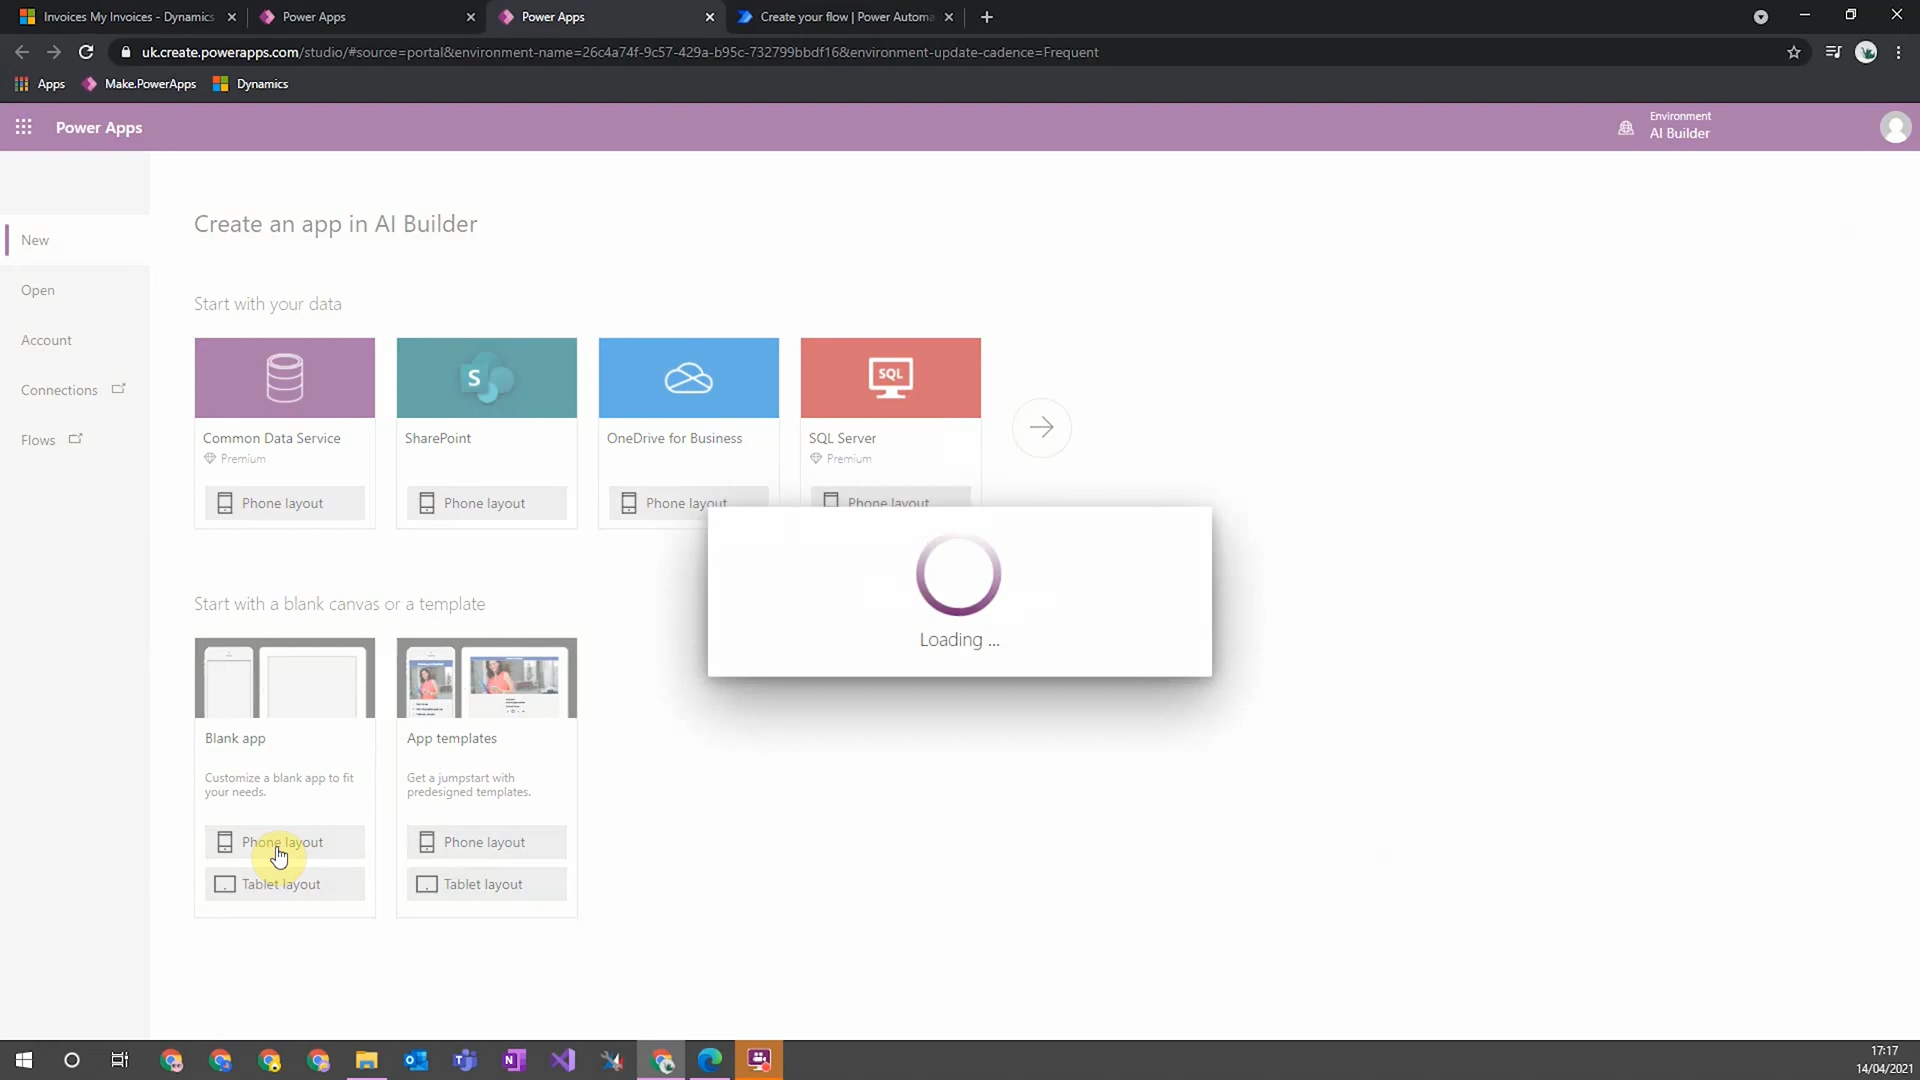 Invoices My Invoices - Dynamics
Power Apps
Power Apps
Create your flow | Power Automa
uk.create.powerapps.com/studio/#source=portal&environment-name=26c4a74f-9c57-429a-b95c-732799bbdf16&environment-update-cadence=Frequent
Apps
Make.PowerApps
Dynamics
Power Apps
Environment
AI Builder
New
Open
Account
Connections
Flows
Create an app in AI Builder
Start with your data
Common Data Service
Premium
Phone layout
SharePoint
Phone layout
OneDrive for Business
Phone layout
SQL
SQL Server
Premium
Phone layout
Loading ...
Start with a blank canvas or a template
Blank app
Customize a blank app to fit
your needs.
Phone layout
Tablet layout
App templates
Get a jumpstart with
predesigned templates.
Phone layout
Tablet layout
17:17
14/04/2021